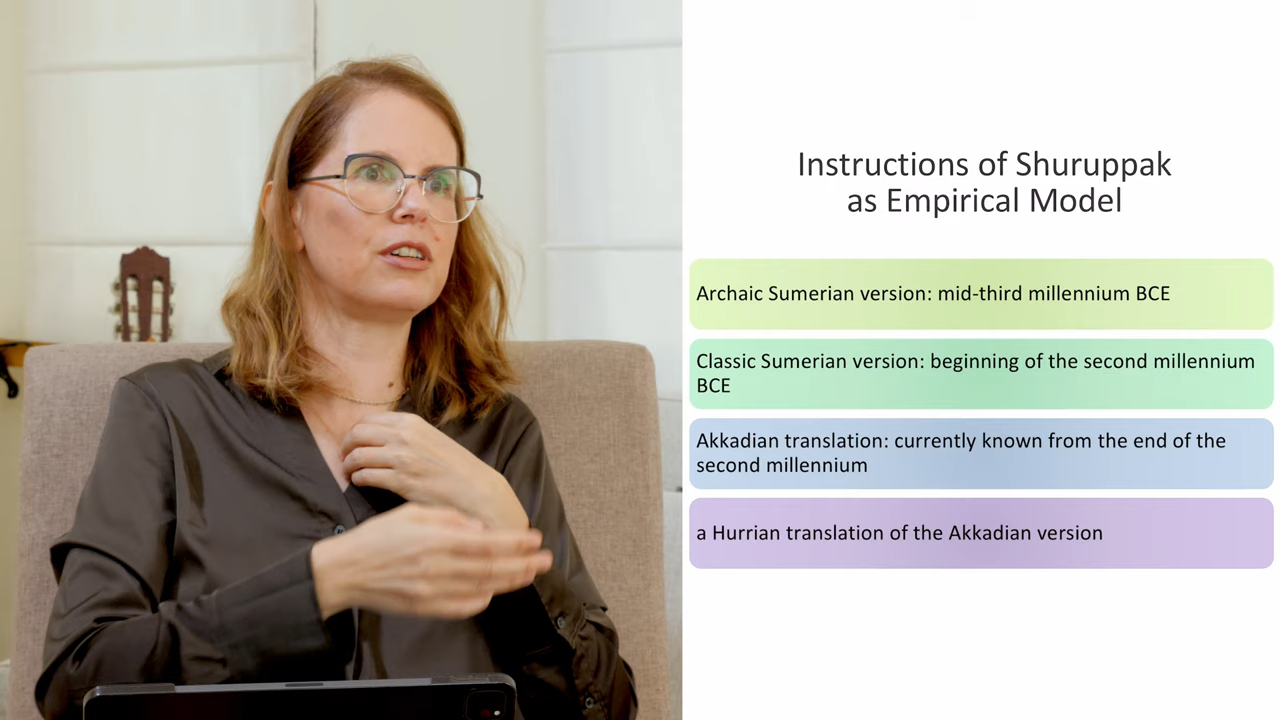 Instructions of Shuruppak
as Empirical Model
Archaic Sumerian version: mid-third millennium BCE
Classic Sumerian version: beginning of the second millennium
BCE
Akkadian translation: currently known from the end of the
second millennium
a Hurrian translation of the Akkadian version